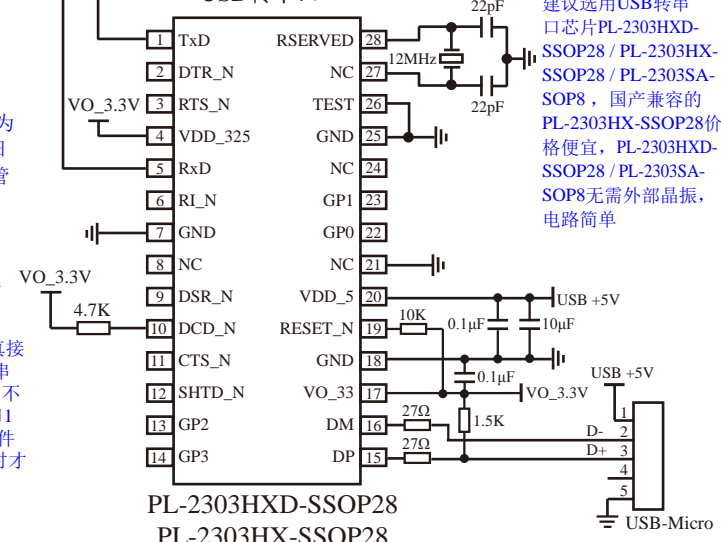 22pF
建议选用USB转串
口芯片PL-2303HXD-
SSOP28 / PL-2303HX-
SSOP28 / PL-2303SA-
SOP8 ，国产兼容的
PL-2303HX-SSOP28价
格便宜，PL-2303HXD-
SSOP28 / PL-2303SA-
SOP8无需外部晶振，
电路简单
12MHz
22pF
1 TxD RSERVED 28
2 DTR_N NC 27
VO_3.3V
3 RTS_N TEST 26
4 VDD_325 GND 25
5 RxD NC 24
6 RI_N GP1 23
7 GND GP0 22
8 NC NC 21
VO_3.3V
9 DSR_N VDD_5 20
USB +5V
4.7K
10 DCD_N RESET_N 19
10K
0.1μF
10μF
11 CTS_N GND 18
0.1μF
12 SHTD_N VO_33 17
VO_3.3V
13 GP2 DM 16
27Ω
1.5K
14 GP3 DP 15
27Ω
USB +5V
1
D- 2
D+ 3
4
5
USB-Micro
为
管
接
串
不
1
件
时才
PL-2303HXD-SSOP28
PL-2303HX-SSOP28